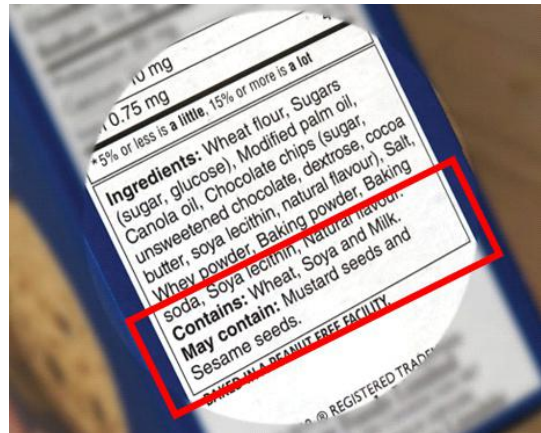 0 mg
0.75 mg
*5% or less is a little, 15% or more is a lot
Ingredients: Wheat flour, Sugars
(sugar, glucose), Modified palm oil,
Canola oil, Chocolate chips (sugar,
unsweetened chocolate, dextrose, cocoa
butter, soya lecithin, natural flavour), Salt,
Whey powder, Baking powder, Baking
soda, Soya lecithin, Natural flavour.
Contains: Wheat, Soya and Milk.
May contain: Mustard seeds and
Sesame seeds.
BAKED IN A PEANUT FREE FACILITY.
® REGISTERED